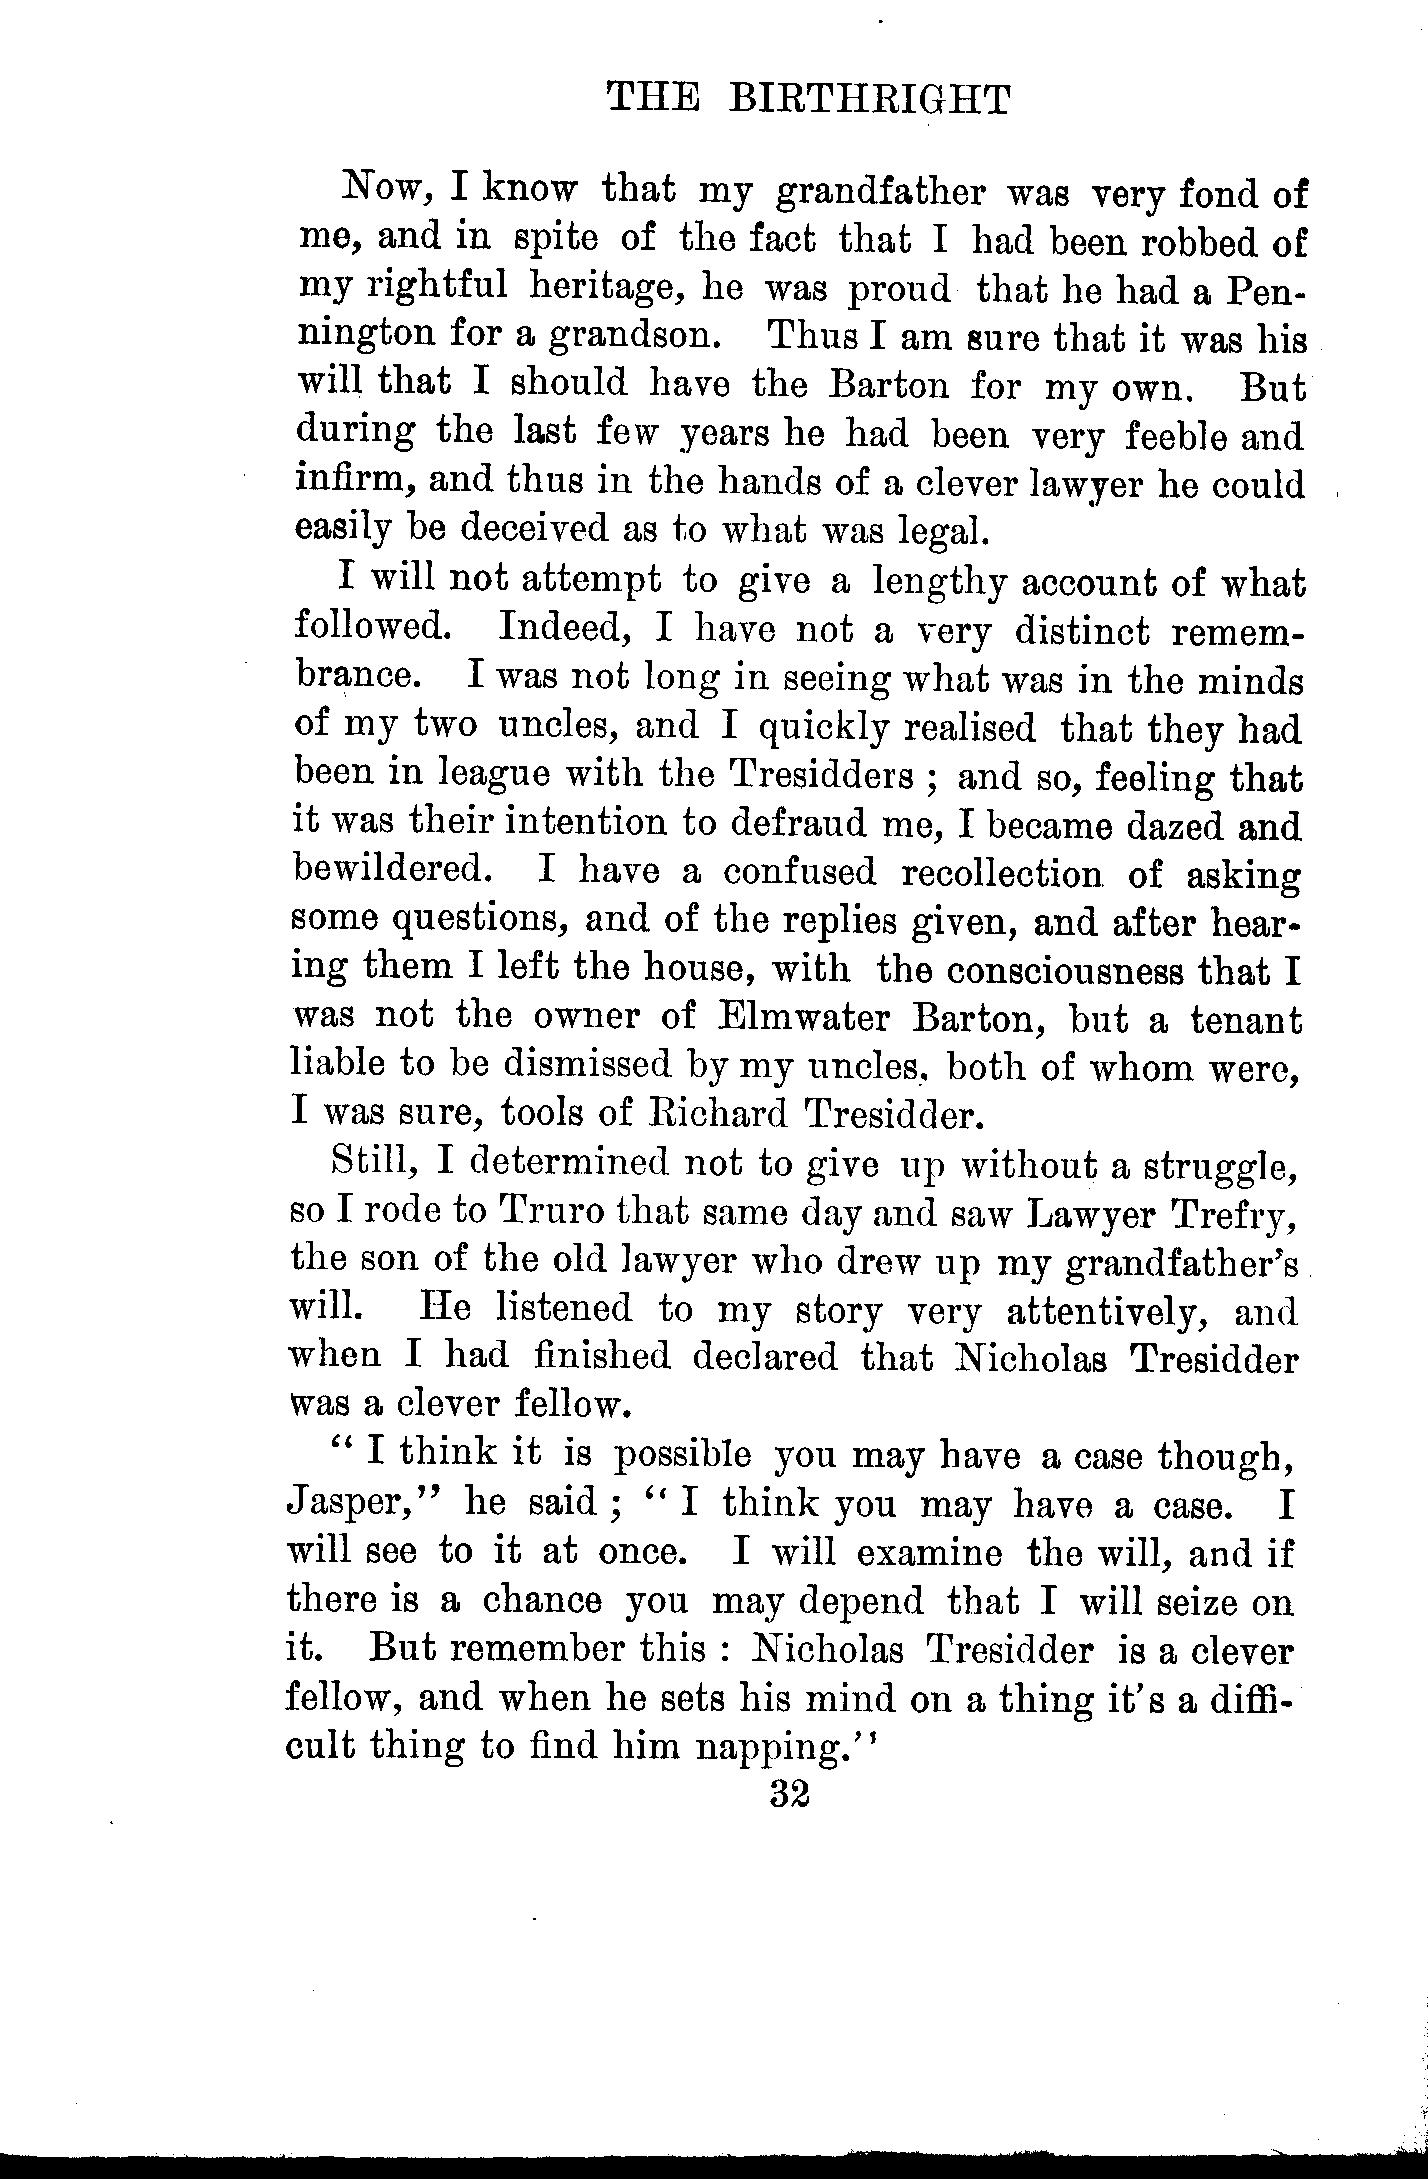 THE BIRTHRIGHT
Now, I know that my grandfather was very fond of
me, and in spite of the fact that I had been robbed of
my rightful heritage, he was proud that he had a Pen-
nington for a grandson. Thus I am sure that it was his
will that I should have the Barton for my own. But
during the last few years he had been very feeble and
infirm, and thus in the hands of a clever lawyer he could
easily be deceived as to what was legal.
I will not attempt to give a lengthy account of what
followed. Indeed, I have not a very distinct remem-
brance. I was not long in seeing what was in the minds
of my two uncles, and I quickly realised that they had
been in league with the Tresidders ; and so, feeling that
it was their intention to defraud me, I became dazed and
bewildered. I have a confused recollection of asking
some questions, and of the replies given, and after hear-
ing them I left the house, with the consciousness that I
was not the owner of Elmwater Barton, but a tenant
liable to be dismissed by my uncles, both of whom were,
I was sure, tools of Richard Tresidder.
Still, I determined not to give up without a struggle,
so I rode to Truro that same day and saw Lawyer Trefry,
the son of the old lawyer who drew up my grandfather's
will. He listened to my story very attentively, and
when I had finished declared that Nicholas Tresidder
was a clever fellow.
“ I think it is possible you may have a case though,
Jasper,” he said ; “ I think you may have a case. I
will see to it at once. I will examine the will, and if
there is a chance you may depend that I will seize on
it. But remember this : Nicholas Tresidder is a clever
fellow, and when he sets his mind on a thing it's a diffi-
cult thing to find him napping.”
32